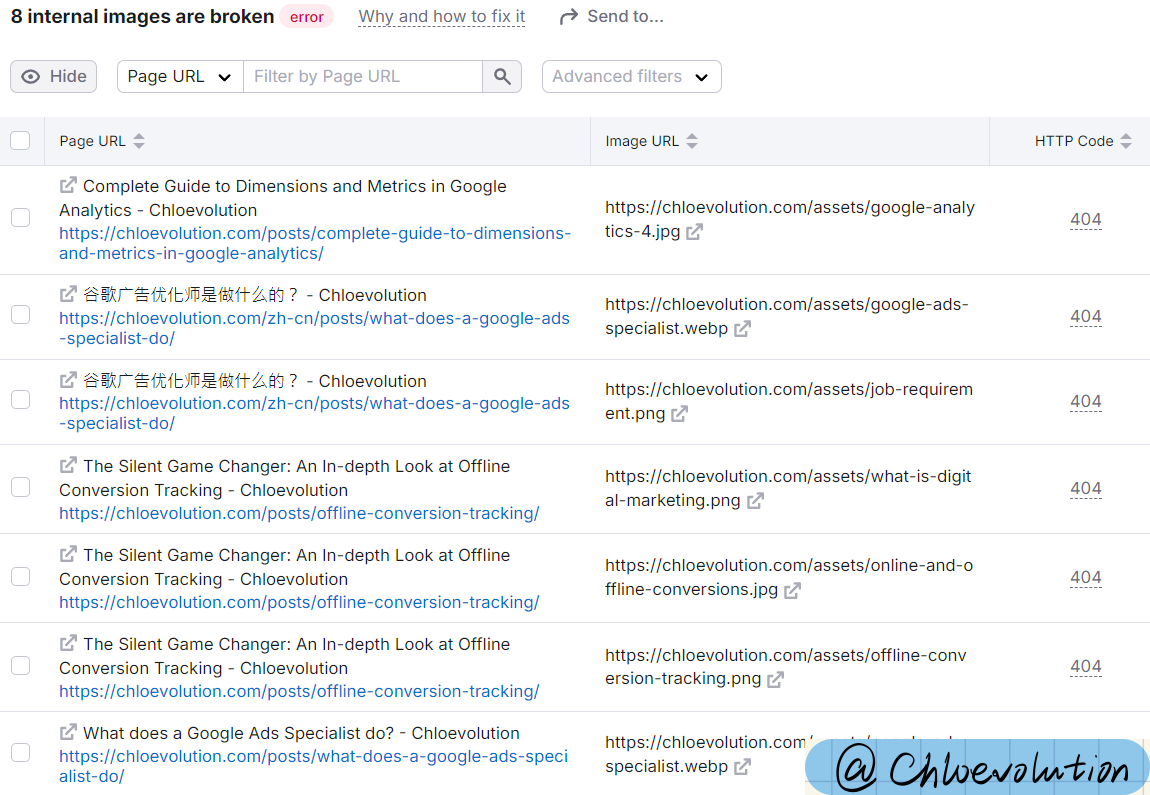 8 internal images are broken error Why and how to fix it Send to...
Hide Page URL Filter by Page URL Advanced filters
Page URL Image URL HTTP Code
Complete Guide to Dimensions and Metrics in Google
Analytics - Chloevolution
https://chloevolution.com/posts/complete-guide-to-dimensions-
and-metrics-in-google-analytics/
https://chloevolution.com/assets/google-analy
tics-4.jpg
404
谷歌广告优化师是做什么的？ - Chloevolution
https://chloevolution.com/zh-cn/posts/what-does-a-google-ads
-specialist-do/
https://chloevolution.com/assets/google-ads-
specialist.webp
404
谷歌广告优化师是做什么的？ - Chloevolution
https://chloevolution.com/zh-cn/posts/what-does-a-google-ads
-specialist-do/
https://chloevolution.com/assets/job-requirem
ent.png
404
The Silent Game Changer: An In-depth Look at Offline
Conversion Tracking - Chloevolution
https://chloevolution.com/posts/offline-conversion-tracking/
https://chloevolution.com/assets/what-is-digit
al-marketing.png
404
The Silent Game Changer: An In-depth Look at Offline
Conversion Tracking - Chloevolution
https://chloevolution.com/posts/offline-conversion-tracking/
https://chloevolution.com/assets/online-and-o
ffline-conversions.jpg
404
The Silent Game Changer: An In-depth Look at Offline
Conversion Tracking - Chloevolution
https://chloevolution.com/posts/offline-conversion-tracking/
https://chloevolution.com/assets/offline-conv
ersion-tracking.png
404
What does a Google Ads Specialist do? - Chloevolution
https://chloevolution.com/posts/what-does-a-google-ads-speci
alist-do/
https://chloevolution.com/
specialist.webp
@ Chloevolution